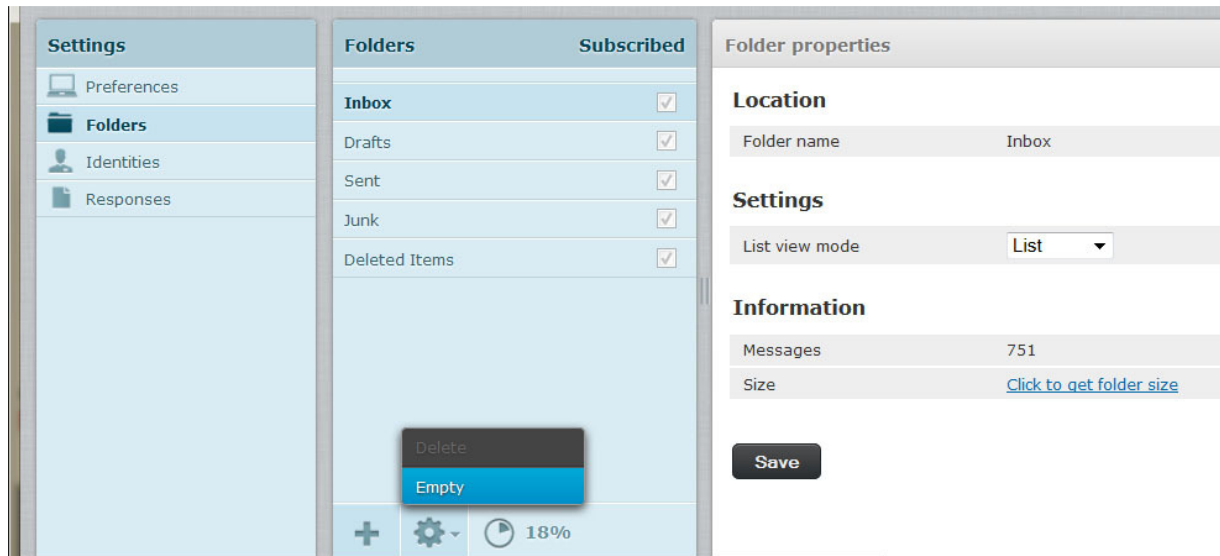 Settings
Preferences
Folders
Identities
Responses
Folders Subscribed
Inbox
Drafts
Sent
Junk
Deleted Items
Delete
Empty
18%
Folder properties
Location
Folder name Inbox
Settings
List view mode List
Information
Messages 751
Size Click to get folder size
Save